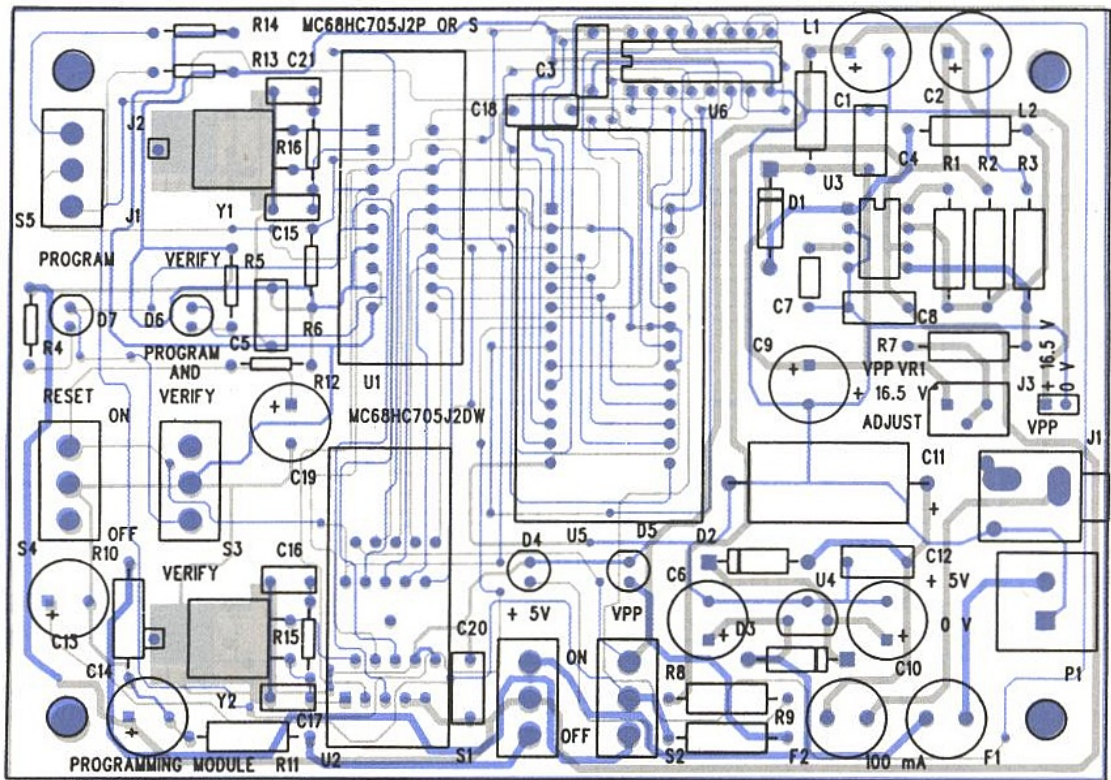 R14
MC68HC705J2P OR S
L1
R13 C21
C3
J2
C18
U6
C1
C2
L2
R16
C4
R1 R2 R3
U3
S5
J1
Y1
D1
C15
PROGRAM
VERIFY
R5
C7
C8
D7
D6
R6
R4
C5
PROGRAM
AND
VERIFY
R12
U1
C9
R7
VPP VR1
+ 16.5 V
ADJUST
J3
+ 16.5 V
0 V
VPP
RESET
ON
MC68HC705J2DW
C19
C11
+
J1
S4
OFF
R10
S3
C16
D4
U5
D5
D2
VERIFY
C6
U4
C12
+ 5V
+ 5V
VPP
D3
0 V
C13
R15
C20
C10
C14
Y2
ON
R8
P1
C17
R9
PROGRAMMING MODULE
R11
U2
S1
OFF
S2
F2
100 mA
F1